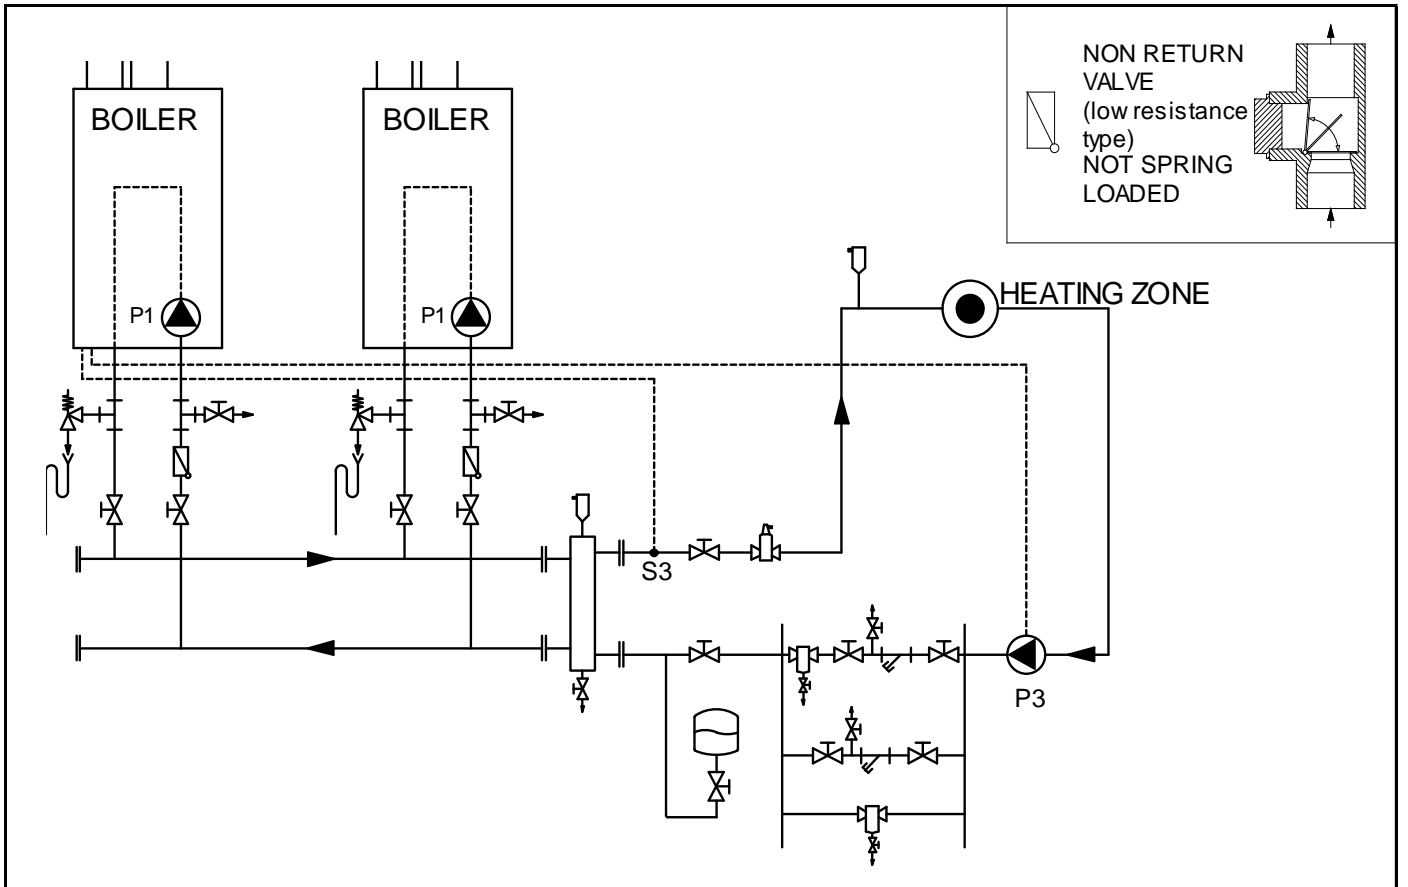 NON RETURN
VALVE
(low resistance
type)
NOT SPRING
LOADED
BOILER
BOILER
HEATING ZONE
P1
P1
S3
P3